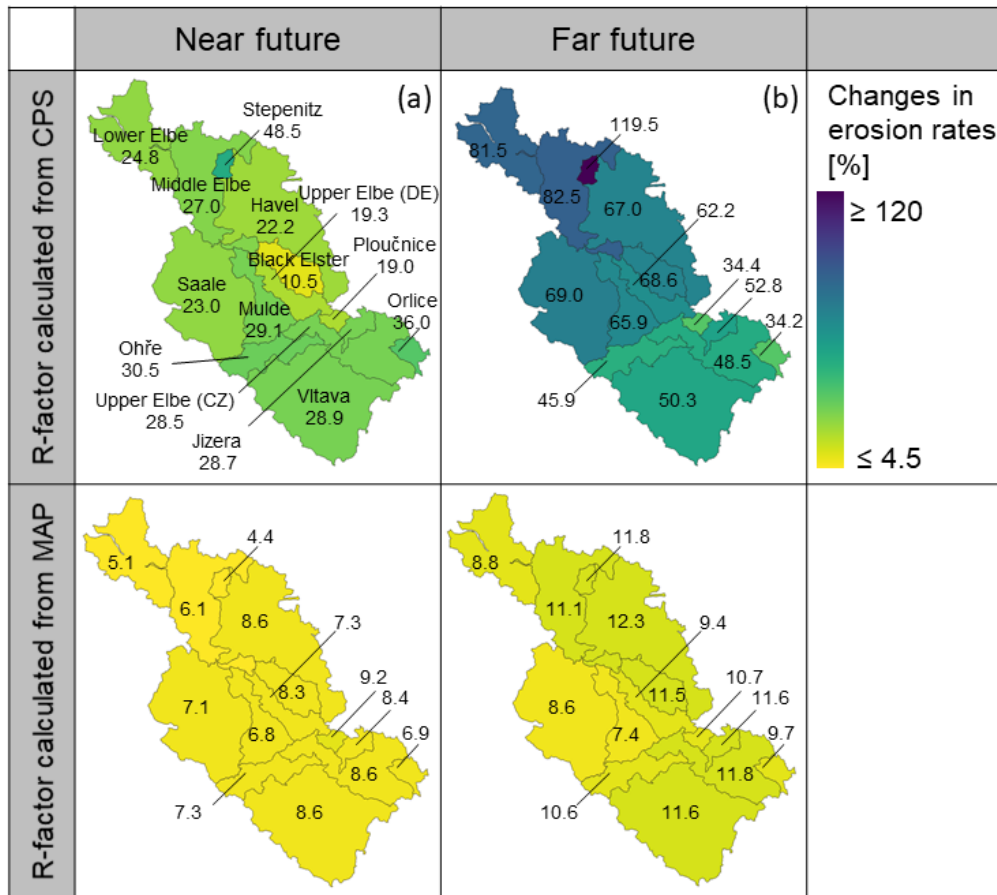 Near future
Far future
R-factor calculated from CPS
(a)
Stepenitz
48.5
Lower Elbe
24.8
Middle Elbe
27.0
Upper Elbe (DE)
19.3
Havel
22.2
Ploučnice
19.0
Black Elster
10.5
Saale
23.0
Orlice
36.0
Mulde
29.1
Ohře
30.5
Upper Elbe (CZ)
28.5
Vltava
28.9
Jizera
28.7
(b)
119.5
81.5
82.5
67.0
62.2
34.4
68.6
52.8
69.0
65.9
34.2
48.5
45.9
50.3
Changes in
erosion rates
[%]
≥ 120
≤ 4.5
R-factor calculated from MAP
4.4
5.1
6.1
8.6
7.3
9.2
8.3
8.4
7.1
6.8
6.9
8.6
7.3
8.6
11.8
8.8
11.1
12.3
9.4
10.7
11.5
11.6
8.6
7.4
9.7
11.8
10.6
11.6